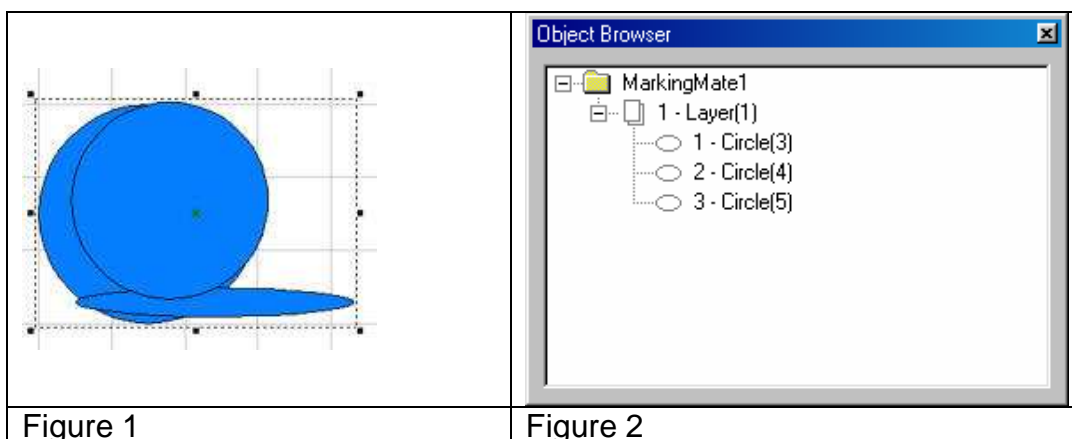 Object Browser
MarkingMate1
1 - Layer(1)
1 - Circle(3)
2 - Circle(4)
3 - Circle(5)
Figure 1
Figure 2